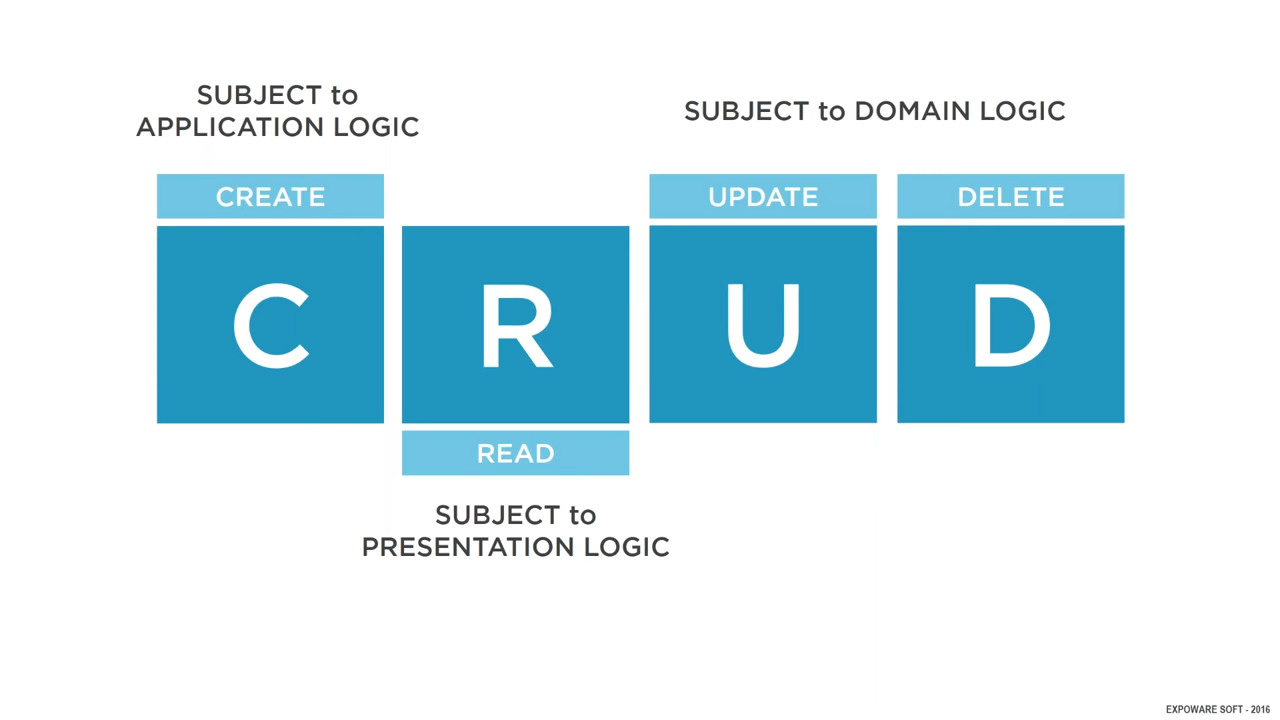 SUBJECT to
APPLICATION LOGIC
SUBJECT to DOMAIN LOGIC
CREATE
UPDATE
DELETE
C
R
U
D
READ
SUBJECT to
PRESENTATION LOGIC
EXPOWARE SOFT - 2016